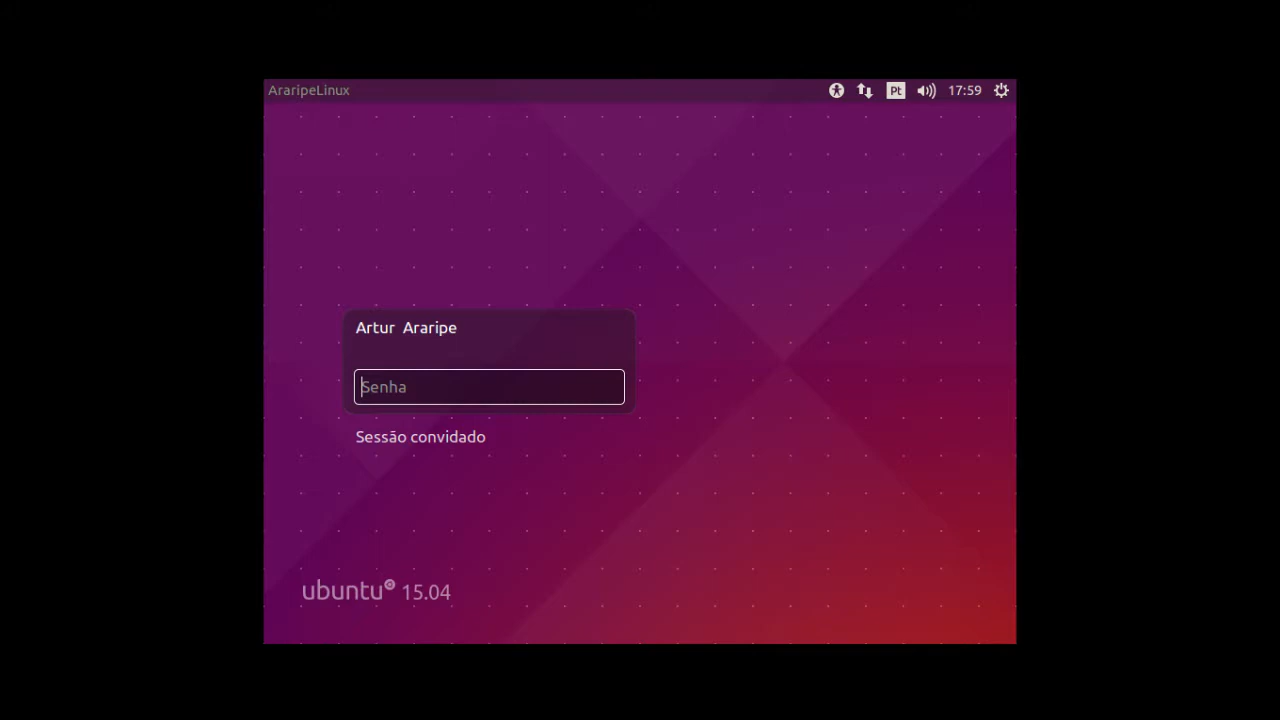 AraripeLinux Pt 17:59
Artur Araripe
Senha
Sessão convidado
ubuntu 15.04